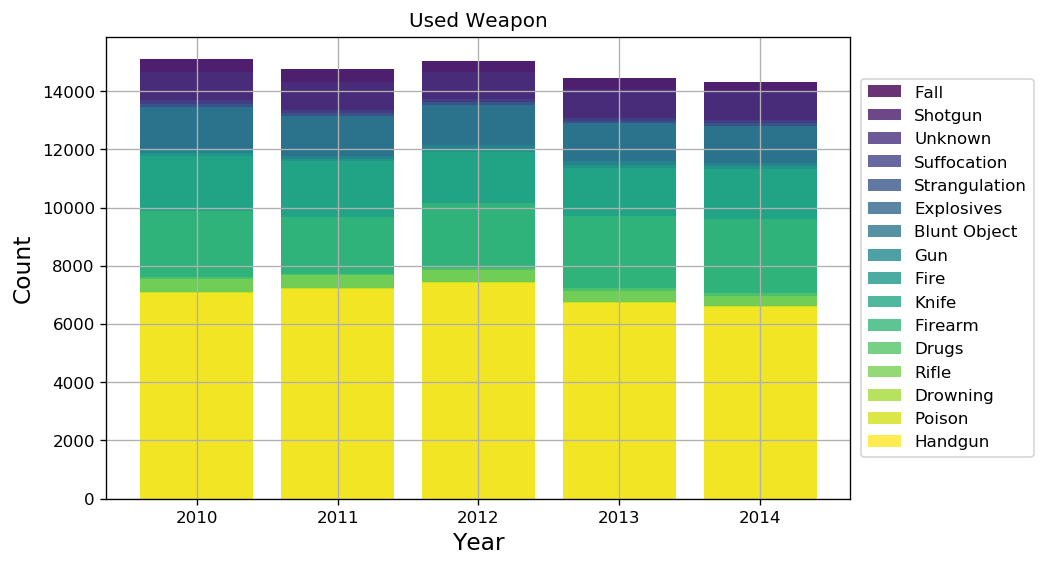 Used Weapon
Count
14000
12000
10000
8000
6000
4000
2000
0
2010 2011 2012 2013 2014
Year
Fall
Shotgun
Unknown
Suffocation
Strangulation
Explosives
Blunt Object
Gun
Fire
Knife
Firearm
Drugs
Rifle
Drowning
Poison
Handgun